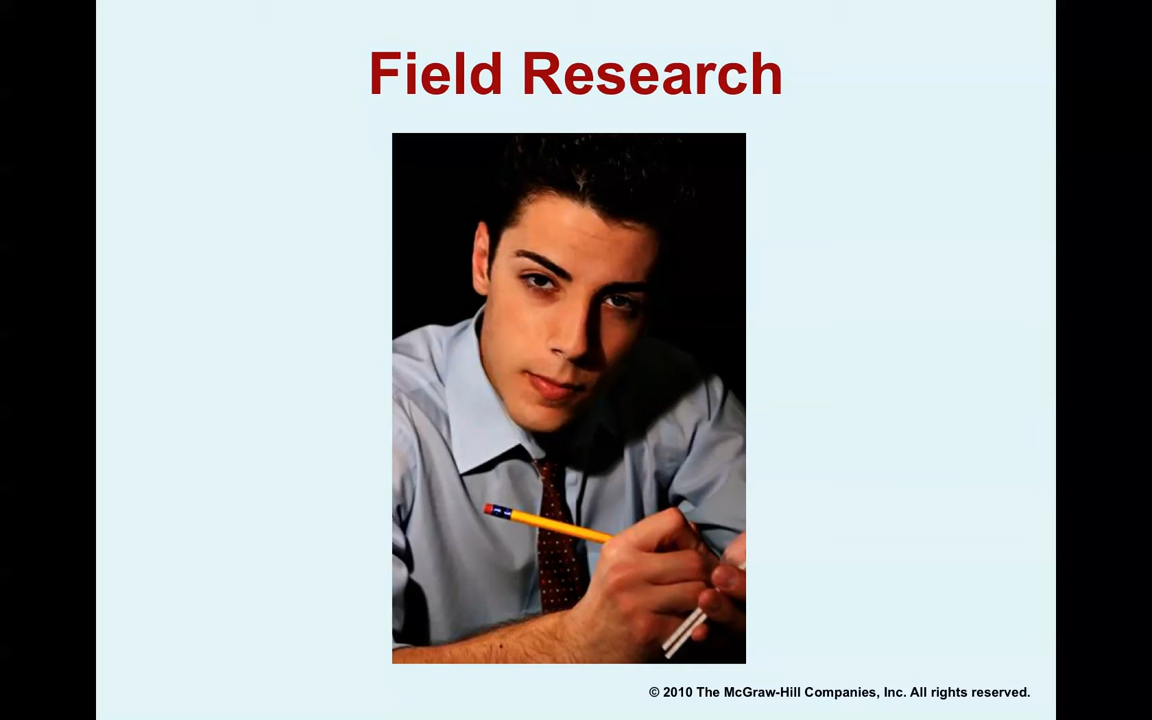 Field Research
© 2010 The McGraw-Hill Companies, Inc. All rights reserved.